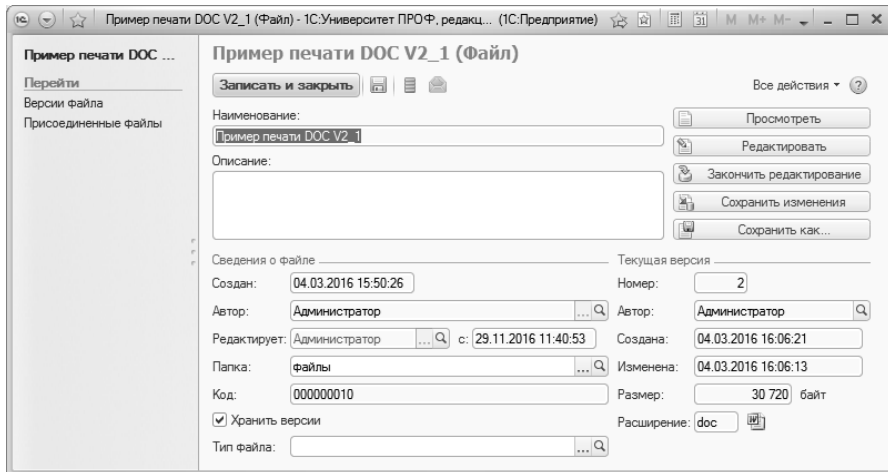 Пример печати DOC V2_1 (Файл) - 1С:Университет ПРОФ, редакц... (1С:Предприятие)
M M+ M-
Пример печати DOC ...
Перейти
Версии файла
Присоединенные файлы
Пример печати DOC V2_1 (Файл)
Записать и закрыть
Все действия
Наименование:
Пример печати DOC V2_1
Описание:
Просмотреть
Редактировать
Закончить редактирование
Сохранить изменения
Сохранить как...
Сведения о файле
Создан: 04.03.2016 15:50:26
Автор: Администратор
Редактирует: Администратор с: 29.11.2016 11:40:53
Папка: файлы
Код: 000000010
Хранить версии
Тип файла:
Текущая версия
Номер: 2
Автор: Администратор
Создана: 04.03.2016 16:06:21
Изменена: 04.03.2016 16:06:13
Размер: 30 720 байт
Расширение: doc